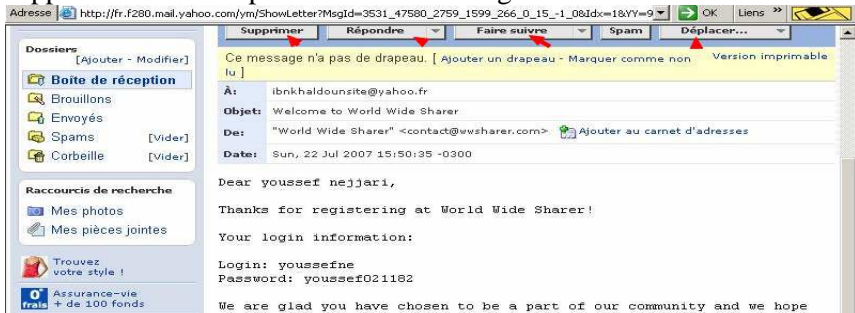 Adresse http://fr.f280.mail.yahoo.com/ym/ShowLetter?MsgId=3531_47580_2759_1599_266_0_15_-1_0&Idx=1&YY=9 OK Liens »
Supprimer Répondre Faire suivre Spam Déplacer...
Dossiers
[Ajouter - Modifier]
Boîte de réception
Brouillons
Envoyés
Spams [Vider]
Corbeille [Vider]
Raccourcis de recherche
Mes photos
Mes pièces jointes
Trouvez
votre style !
0
frais
Assurance-vie
+ de 100 fonds
Ce message n'a pas de drapeau. [ Ajouter un drapeau - Marquer comme non
lu ]
Version imprimable
À: ibnkhaldounsite@yahoo.fr
Objet: Welcome to World Wide Sharer
De: "World Wide Sharer" <contact@wwsharer.com> Ajouter au carnet d'adresses
Date: Sun, 22 Jul 2007 15:50:35 -0300
Dear youssef nejjari,
Thanks for registering at World Wide Sharer!
Your login information:
Login: youssefne
Password: youssef021182
We are glad you have chosen to be a part of our community and we hope